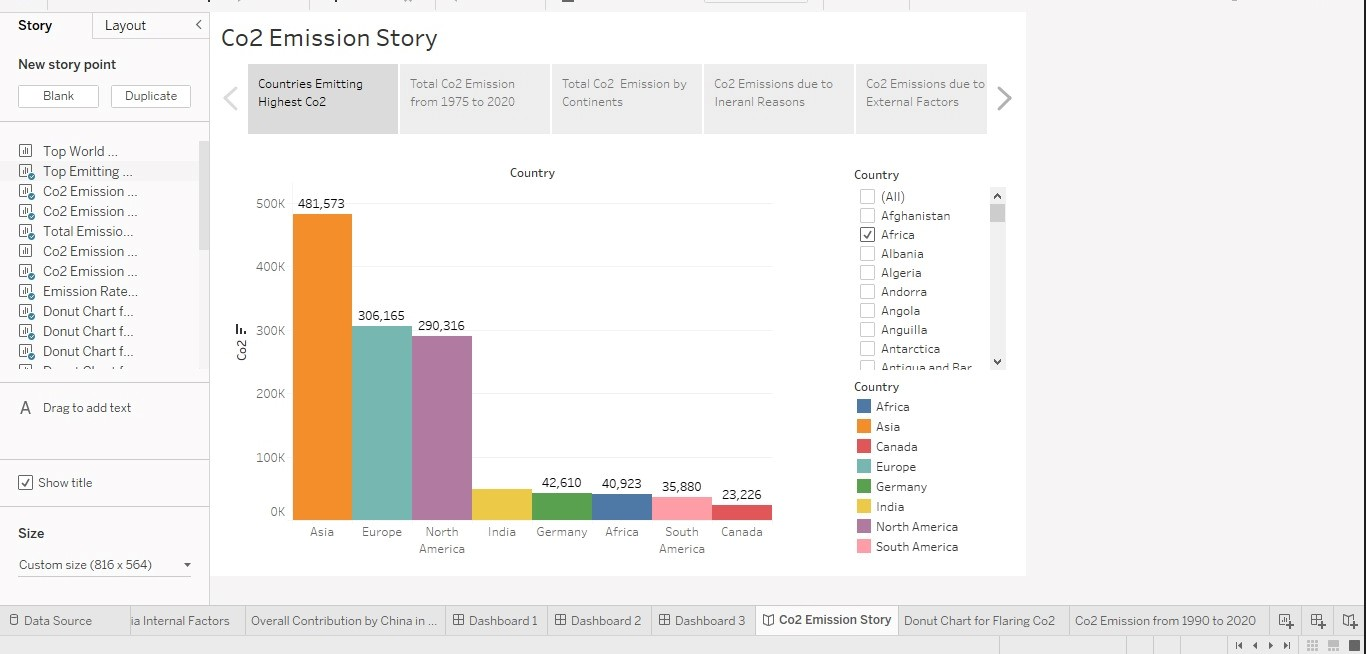 Story
Layout
New story point
Blank
Duplicate
Top World ...
Top Emitting ...
Co2 Emission ...
Co2 Emission ...
Total Emissio...
Co2 Emission ...
Co2 Emission ...
Emission Rate...
Donut Chart f...
Donut Chart f...
Donut Chart f...
A Drag to add text
Show title
Size
Custom size (816 x 564)
Co2 Emission Story
Countries Emitting
Highest Co2
Total Co2 Emission
from 1975 to 2020
Total Co2 Emission by
Continents
Co2 Emissions due to
Ineranl Reasons
Co2 Emissions due to
External Factors
Country
500K
400K
300K
200K
100K
0K
Co2
481,573
306,165
290,316
42,610
40,923
35,880
23,226
Asia
Europe
North
America
India
Germany
Africa
South
America
Canada
Country
(All)
Afghanistan
Africa
Albania
Algeria
Andorra
Angola
Anguilla
Antarctica
Antigua and Bar
Country
Africa
Asia
Canada
Europe
Germany
India
North America
South America
Data Source
ia Internal Factors
Overall Contribution by China in ...
Dashboard 1
Dashboard 2
Dashboard 3
Co2 Emission Story
Donut Chart for Flaring Co2
Co2 Emission from 1990 to 2020